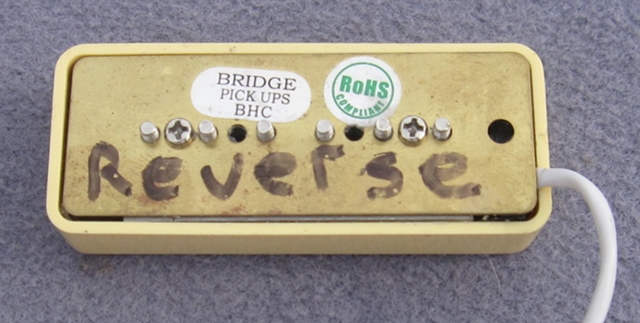 BRIDGE
PICK UPS
BHC
RoHS
COMPLIANT
Reverse